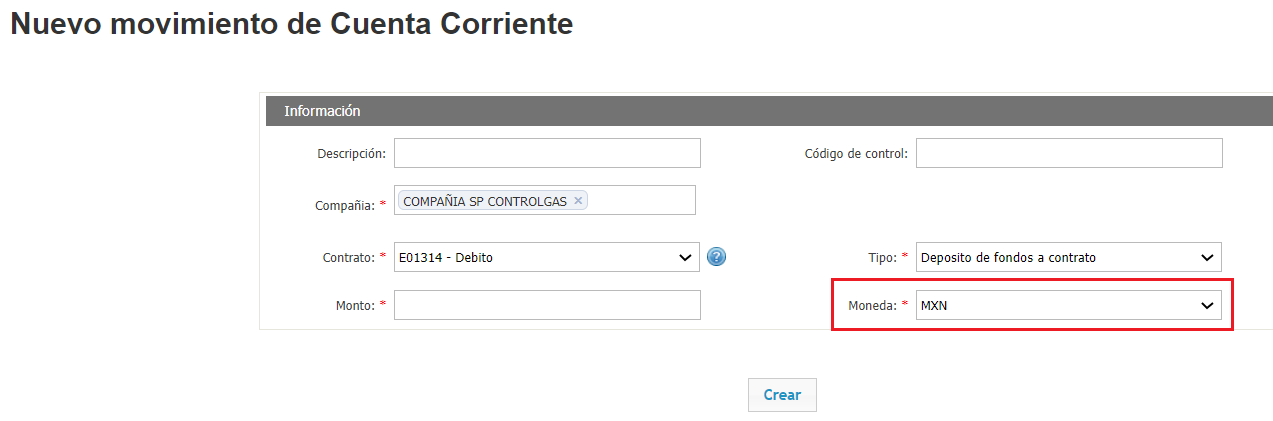 Nuevo movimiento de Cuenta Corriente
Información
Descripción:
Código de control:
Compañia: * COMPAÑIA SP CONTROLGAS ×
Contrato: * E01314 - Debito ?
Tipo: * Deposito de fondos a contrato
Monto: *
Moneda: * MXN
Crear